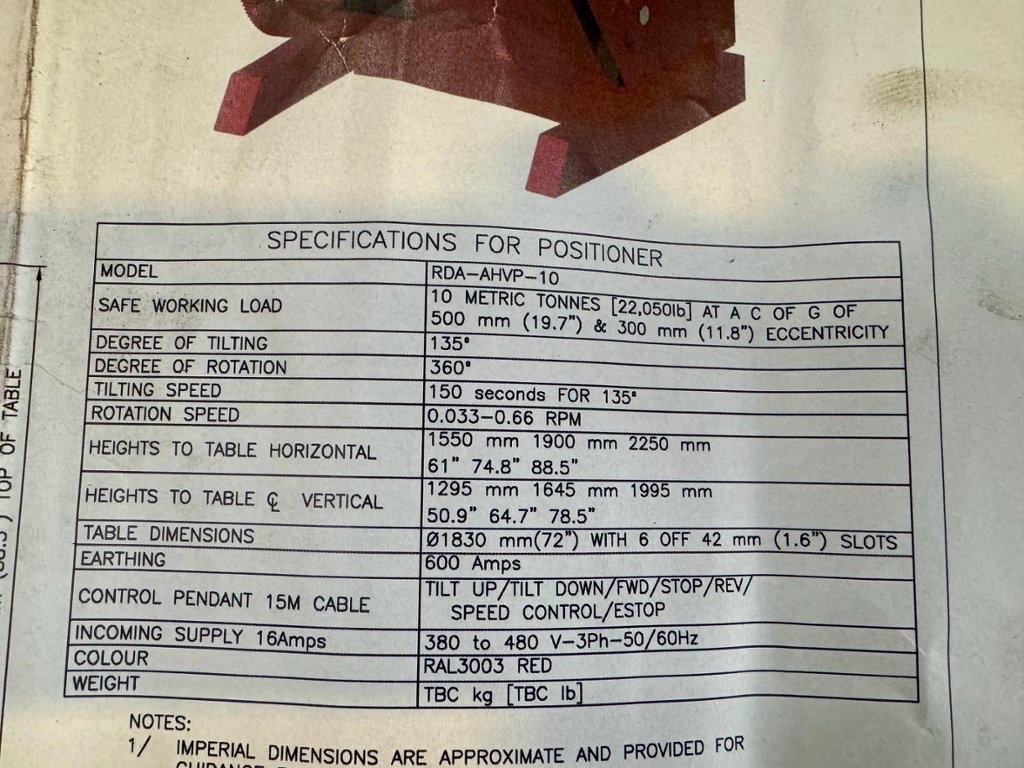 SPECIFICATIONS FOR POSITIONER
MODEL RDA-AHVP-10
SAFE WORKING LOAD 10 METRIC TONNES [22,050lb] AT A C OF G OF
500 mm (19.7") & 300 mm (11.8") ECCENTRICITY
DEGREE OF TILTING 135°
DEGREE OF ROTATION 360°
TILTING SPEED 150 seconds FOR 135°
ROTATION SPEED 0.033-0.66 RPM
HEIGHTS TO TABLE HORIZONTAL 1550 mm 1900 mm 2250 mm
61" 74.8" 88.5"
HEIGHTS TO TABLE ℄ VERTICAL 1295 mm 1645 mm 1995 mm
50.9" 64.7" 78.5"
TABLE DIMENSIONS Ø1830 mm(72") WITH 6 OFF 42 mm (1.6") SLOTS
EARTHING 600 Amps
CONTROL PENDANT 15M CABLE TILT UP/TILT DOWN/FWD/STOP/REV/
SPEED CONTROL/ESTOP
INCOMING SUPPLY 16Amps 380 to 480 V-3Ph-50/60Hz
COLOUR RAL3003 RED
WEIGHT TBC kg [TBC lb]
NOTES:
1/ IMPERIAL DIMENSIONS ARE APPROXIMATE AND PROVIDED FOR
TOP OF TABLE